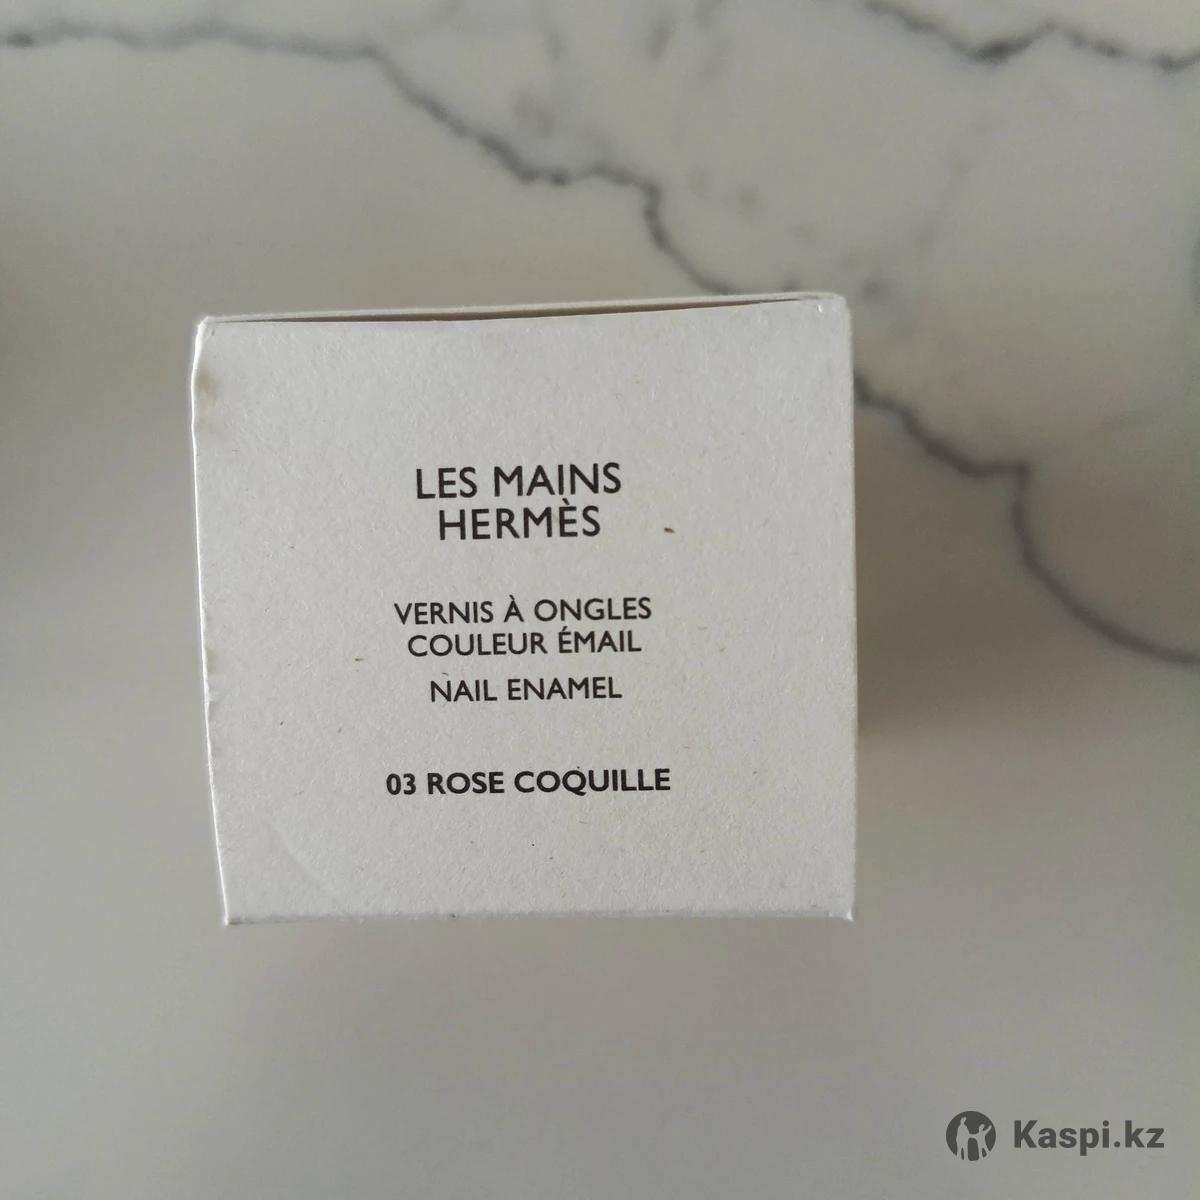 LES MAINS
HERMÈS
VERNIS À ONGLES
COULEUR ÉMAIL
NAIL ENAMEL
03 ROSE COQUILLE
Kaspi.kz